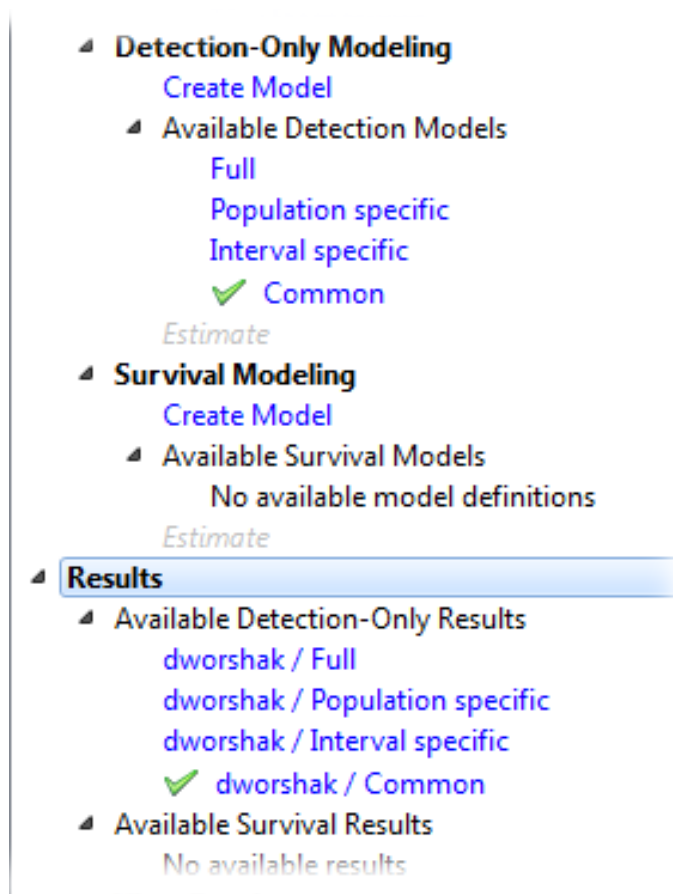 Detection-Only Modeling
Create Model
Available Detection Models
Full
Population specific
Interval specific
Common
Estimate
Survival Modeling
Create Model
Available Survival Models
No available model definitions
Estimate
Results
Available Detection-Only Results
dworshak / Full
dworshak / Population specific
dworshak / Interval specific
dworshak / Common
Available Survival Results
No available results